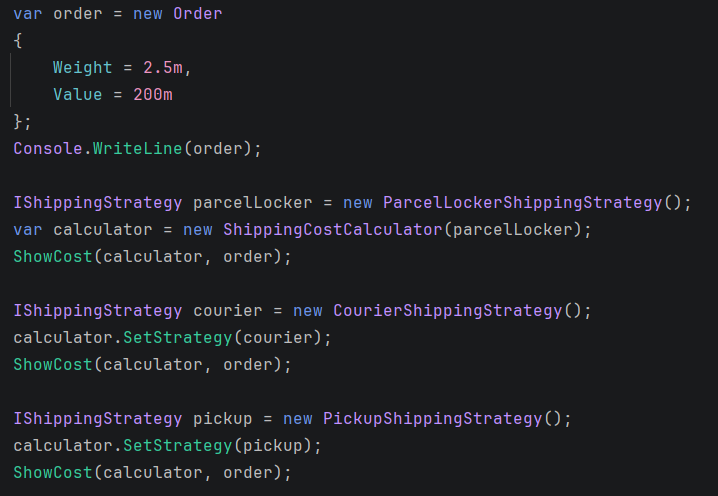 var order = new Order
{
    Weight = 2.5m,
    Value = 200m
};
Console.WriteLine(order);

IShippingStrategy parcelLocker = new ParcelLockerShippingStrategy();
var calculator = new ShippingCostCalculator(parcelLocker);
ShowCost(calculator, order);

IShippingStrategy courier = new CourierShippingStrategy();
calculator.SetStrategy(courier);
ShowCost(calculator, order);

IShippingStrategy pickup = new PickupShippingStrategy();
calculator.SetStrategy(pickup);
ShowCost(calculator, order);